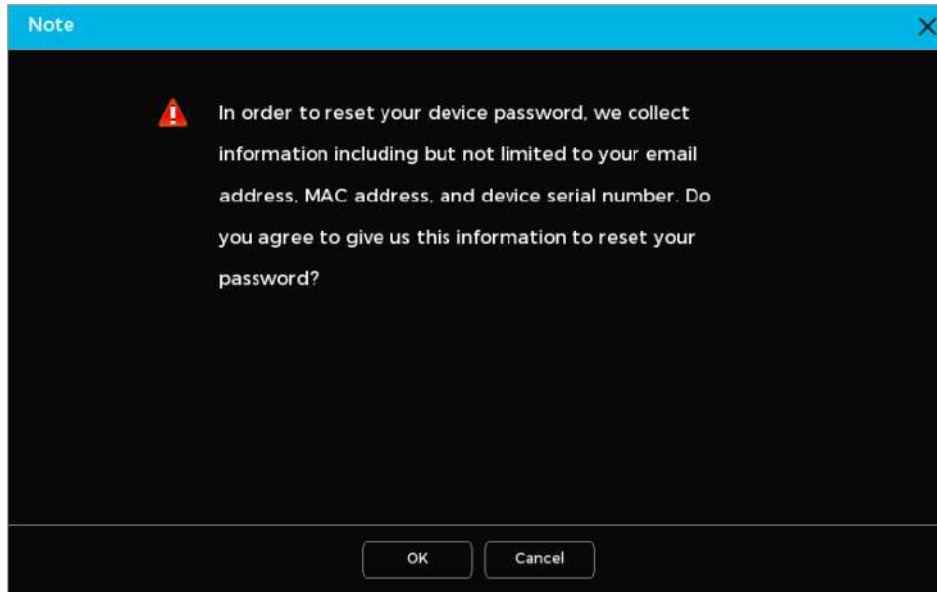 Note
In order to reset your device password, we collect
information including but not limited to your email
address, MAC address, and device serial number. Do
you agree to give us this information to reset your
password?
OK
Cancel